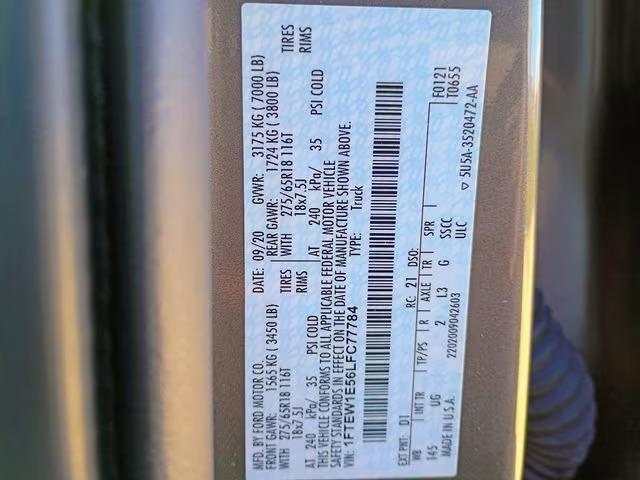 MFD. BY FORD MOTOR CO.
DATE: 09/20 GVWR: 3175 KG ( 7000 LB)
FRONT GAWR: 1565 KG ( 3450 LB) REAR GAWR: 1724 KG ( 3800 LB)
WITH 275/65R18 116T TIRES WITH 275/65R18 116T TIRES
18x7.5J RIMS 18x7.5J RIMS
AT 240 kPa/ 35 PSI COLD AT 240 kPa/ 35 PSI COLD
THIS VEHICLE CONFORMS TO ALL APPLICABLE FEDERAL MOTOR VEHICLE
SAFETY STANDARDS IN EFFECT ON THE DATE OF MANUFACTURE SHOWN ABOVE.
VIN: 1FTEW1E56LFC77784 TYPE: Truck
EXT PNT: D1 RC: 21 DSO: F0121
T0655
WB INT TR TP/PS R AXLE TR SPR
145 UG 2 L3 G SSCC
ULC
MADE IN U.S.A. 2202009042603 5U5A-3520472-AA